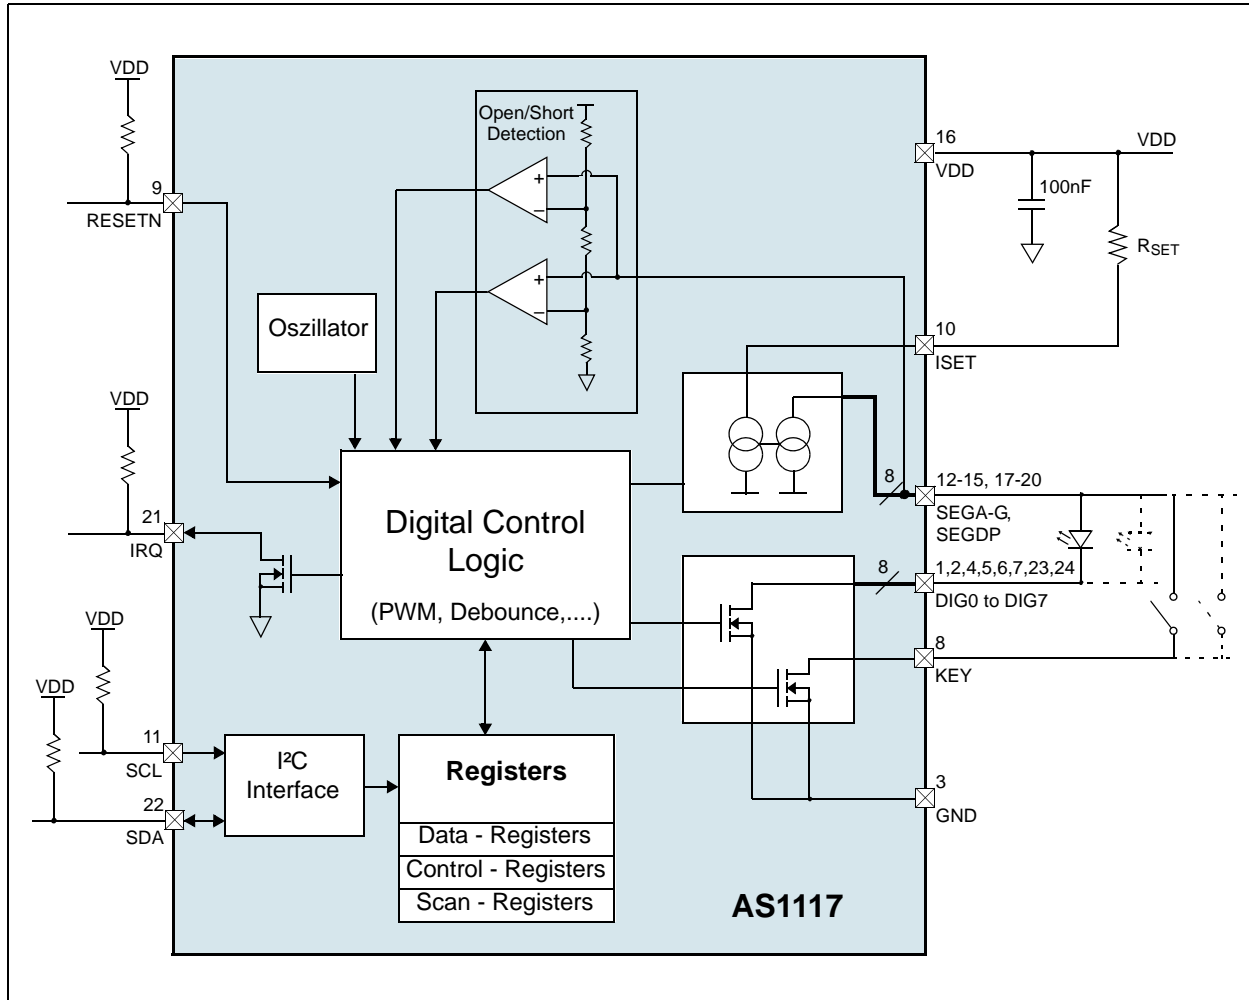 VDD
Open/Short
Detection
+
–
+
–
9
RESETN
16
VDD
VDD
100nF
RSET
Oszillator
10
ISET
VDD
8
12-15, 17-20
SEGA-G,
SEGDP
21
IRQ
Digital Control
Logic
(PWM, Debounce,....)
8
1,2,4,5,6,7,23,24
DIG0 to DIG7
8
KEY
VDD
VDD
11
SCL
22
SDA
I²C
Interface
Registers
Data - Registers
Control - Registers
Scan - Registers
3
GND
AS1117